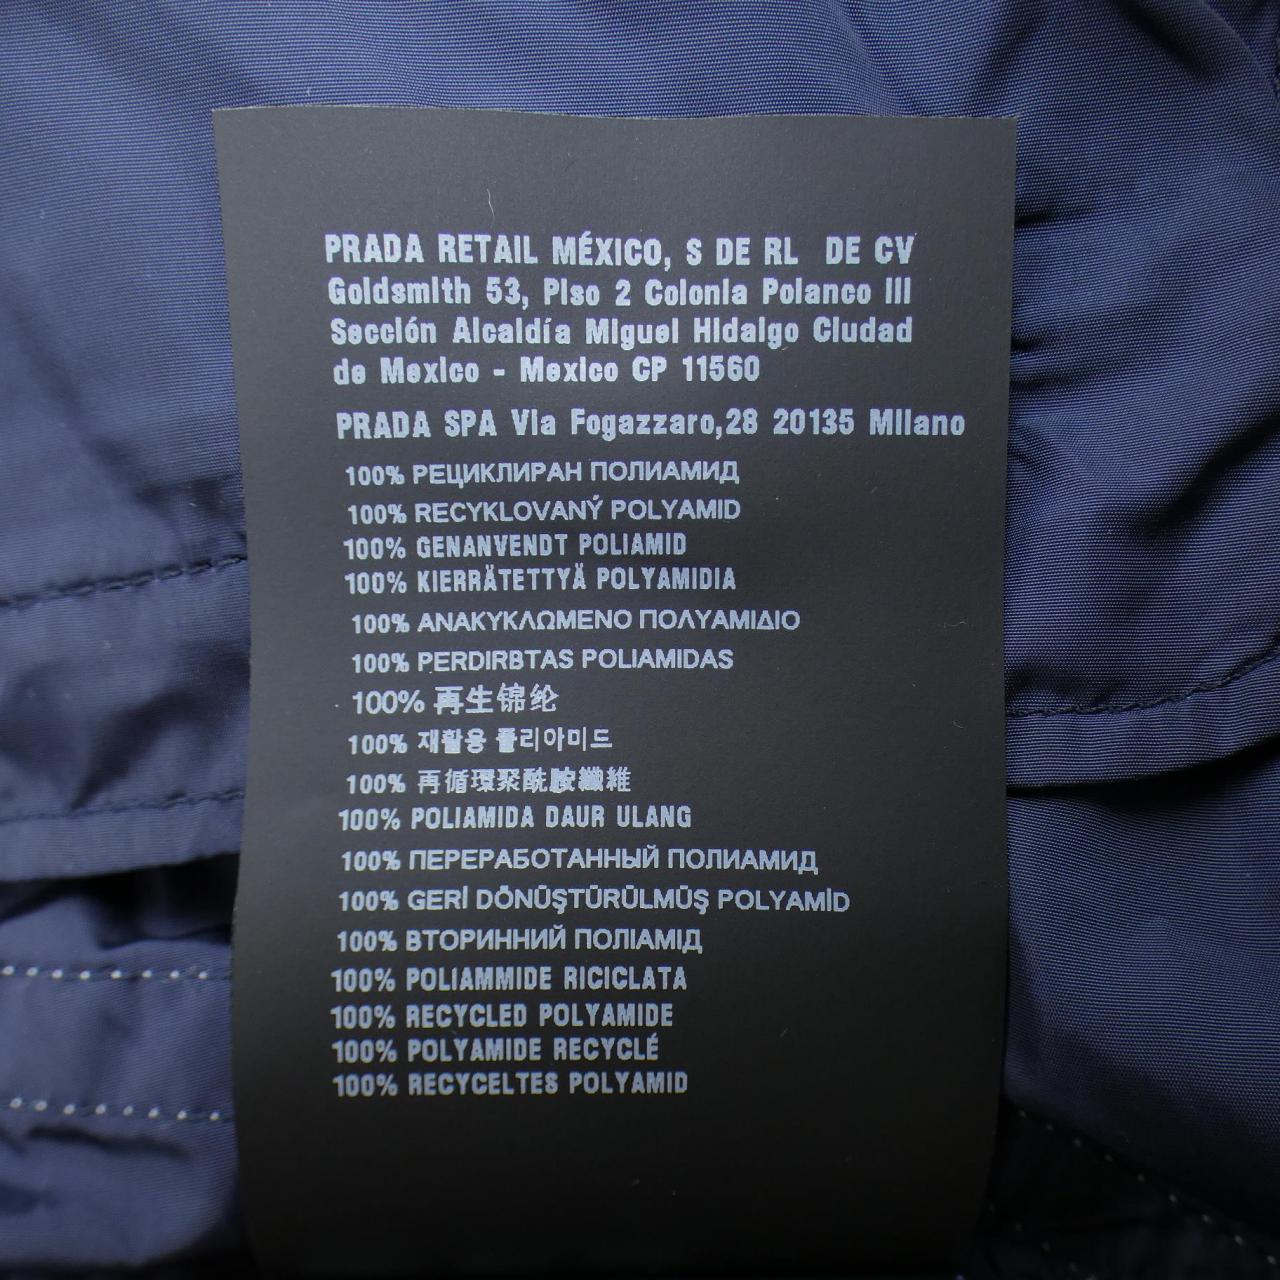 PRADA RETAIL MÉXICO, S DE RL DE CV
Goldsmith 53, Piso 2 Colonia Polanco III
Sección Alcaldía Miguel Hidalgo Ciudad
de Mexico - Mexico CP 11560
PRADA SPA Via Fogazzaro,28 20135 Milano
100% РЕЦИКЛИРАН ПОЛИАМИД
100% RECYKLOVANÝ POLYAMID
100% GENANVENDT POLIAMID
100% KIERRÄTETTYÄ POLYAMIDIA
100% ΑΝΑΚΥΚΛΩΜΕΝΟ ΠΟΛΥΑΜΙΔΙΟ
100% PERDIRBTAS POLIAMIDAS
100% 再生锦纶
100% 재활용 폴리아미드
100% 再循環聚酰胺纖維
100% POLIAMIDA DAUR ULANG
100% ПЕРЕРАБОТАННЫЙ ПОЛИАМИД
100% GERİ DÖNÜŞTÜRÜLMÜŞ POLYAMİD
100% ВТОРИННИЙ ПОЛІАМІД
100% POLIAMMIDE RICICLATA
100% RECYCLED POLYAMIDE
100% POLYAMIDE RECYCLÉ
100% RECYCELTES POLYAMID